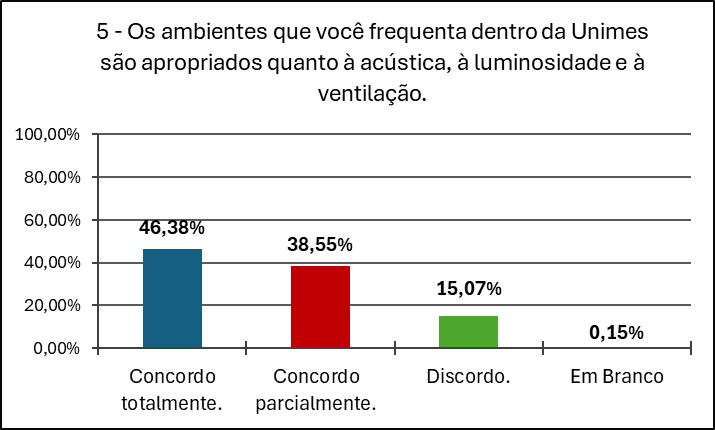 5 - Os ambientes que você frequenta dentro da Unimes
são apropriados quanto à acústica, à luminosidade e à
ventilação.
100,00%
80,00%
60,00%
40,00%
20,00%
0,00%
46,38%
38,55%
15,07%
0,15%
Concordo
totalmente.
Concordo
parcialmente.
Discordo.
Em Branco